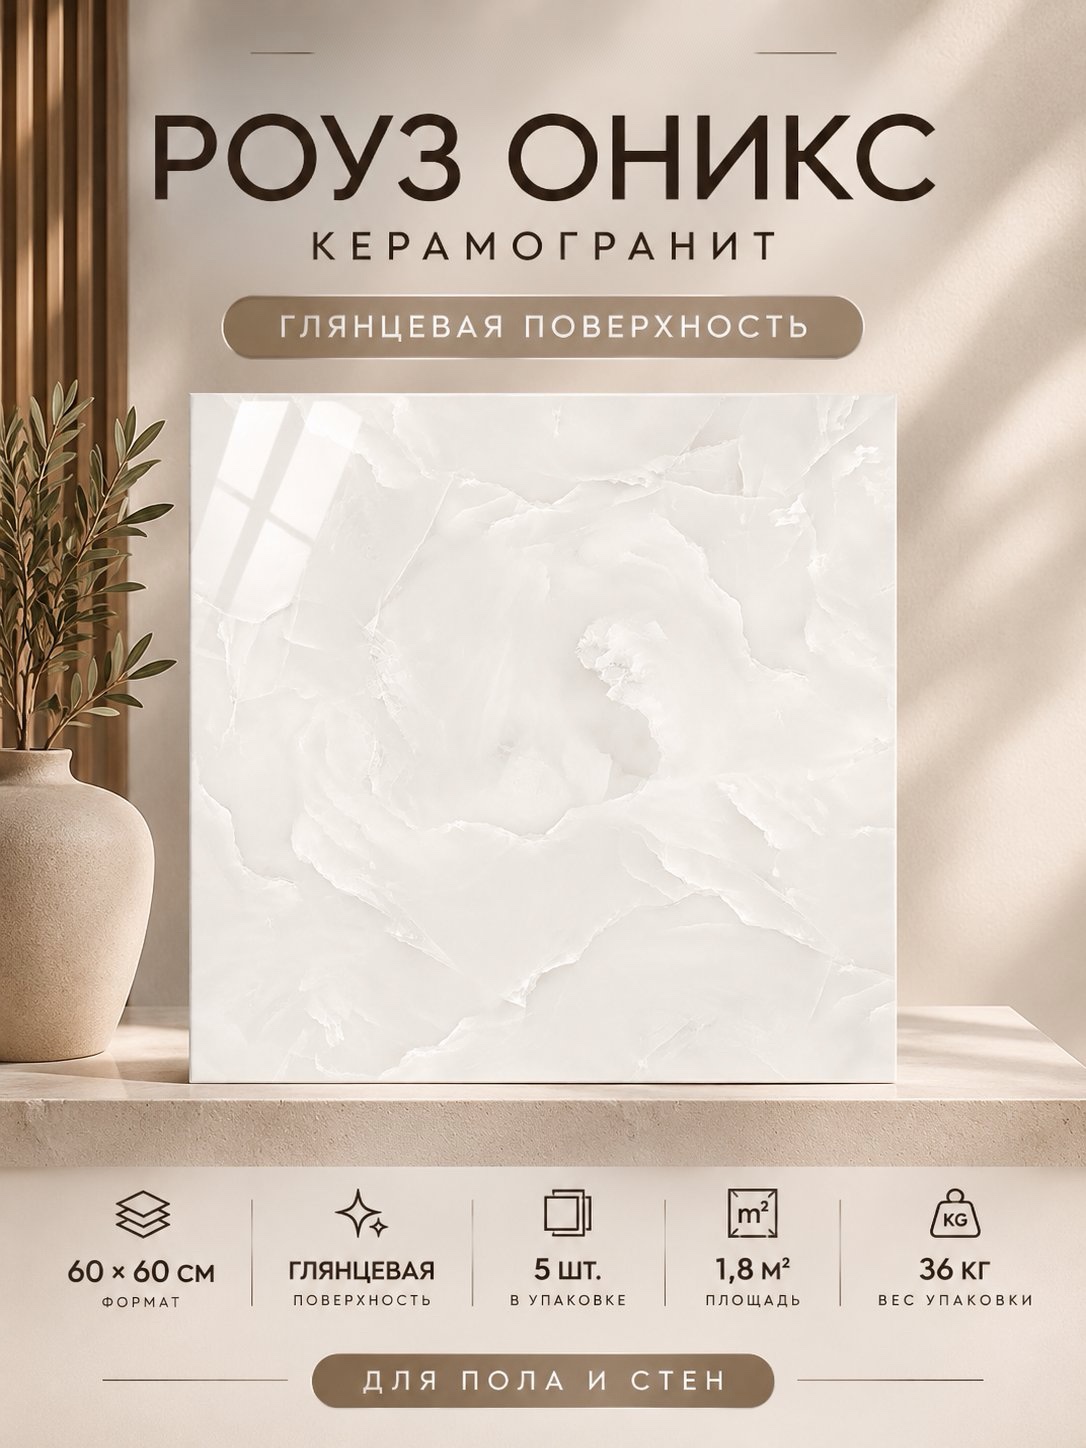 РОУЗ ОНИКС
КЕРАМОГРАНИТ
ГЛЯНЦЕВАЯ ПОВЕРХНОСТЬ
m²
KG
60 × 60 СМ
ГЛЯНЦЕВАЯ
5 ШТ.
1,8 М²
36 КГ
ФОРМАТ
ПОВЕРХНОСТЬ
В УПАКОВКЕ
ПЛОЩАДЬ
ВЕС УПАКОВКИ
ДЛЯ ПОЛА И СТЕН